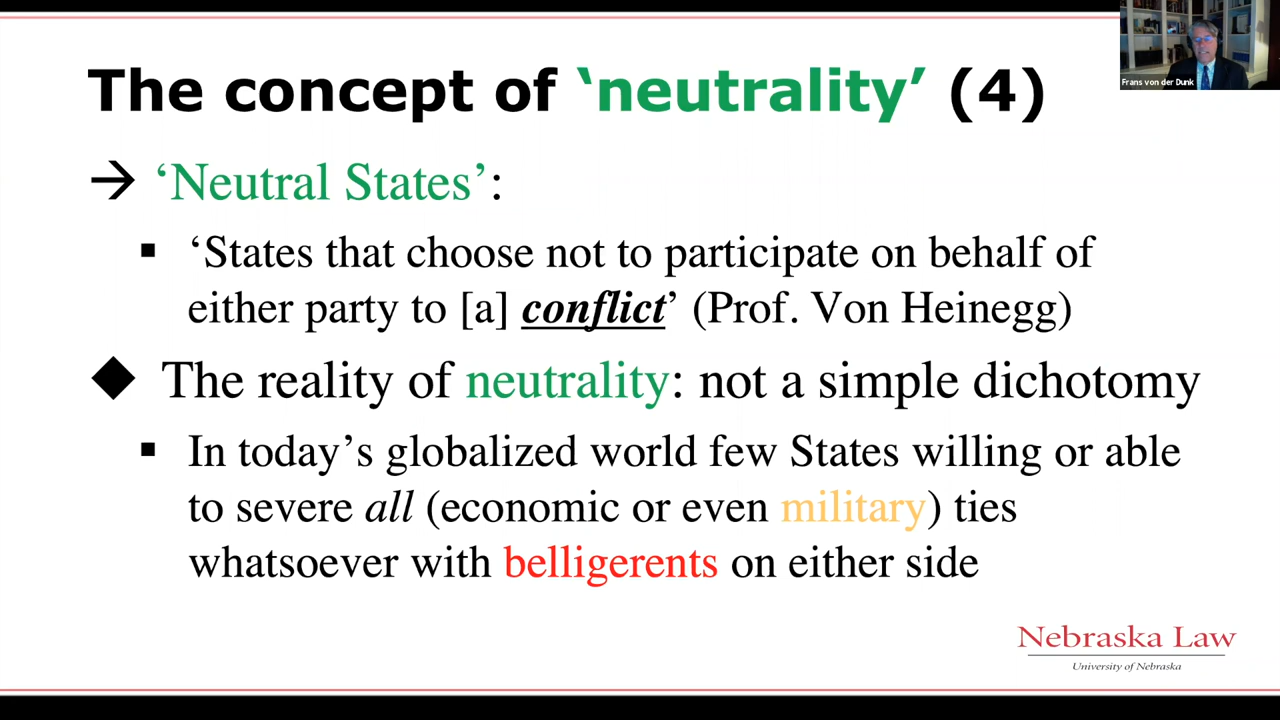 The concept of ‘neutrality’ (4)
Frans von der Dunk
→ ‘Neutral States’:
▪ ‘States that choose not to participate on behalf of
either party to [a] conflict’ (Prof. Von Heinegg)
◆ The reality of neutrality: not a simple dichotomy
▪ In today’s globalized world few States willing or able
to severe all (economic or even military) ties
whatsoever with belligerents on either side
Nebraska Law
University of Nebraska